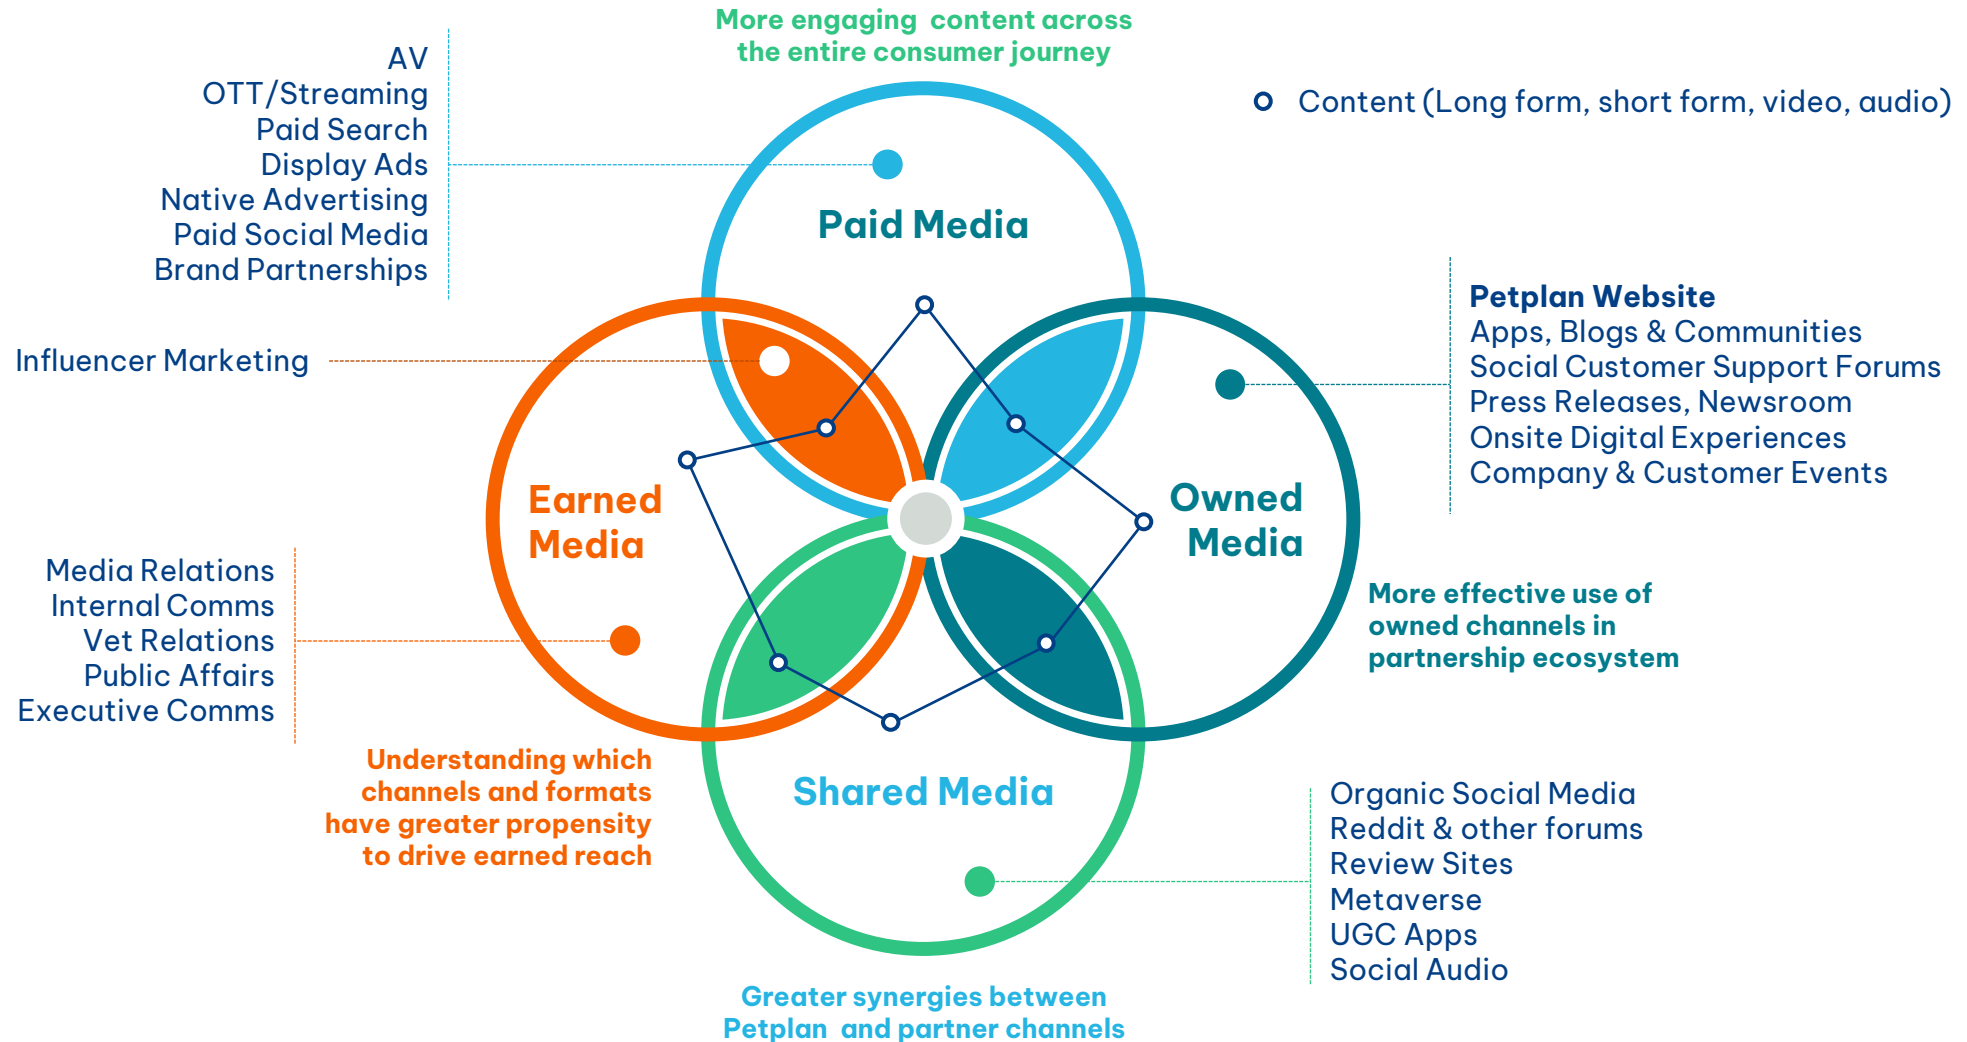 More engaging content across
the entire consumer journey
AV
OTT/Streaming
Paid Search
Display Ads
Native Advertising
Paid Social Media
Brand Partnerships
Content (Long form, short form, video, audio)
Paid Media
Influencer Marketing
Petplan Website
Apps, Blogs & Communities
Social Customer Support Forums
Press Releases, Newsroom
Onsite Digital Experiences
Company & Customer Events
Earned
Media
Owned
Media
Media Relations
Internal Comms
Vet Relations
Public Affairs
Executive Comms
More effective use of
owned channels in
partnership ecosystem
Understanding which
channels and formats
have greater propensity
to drive earned reach
Shared Media
Organic Social Media
Reddit & other forums
Review Sites
Metaverse
UGC Apps
Social Audio
Greater synergies between
Petplan and partner channels